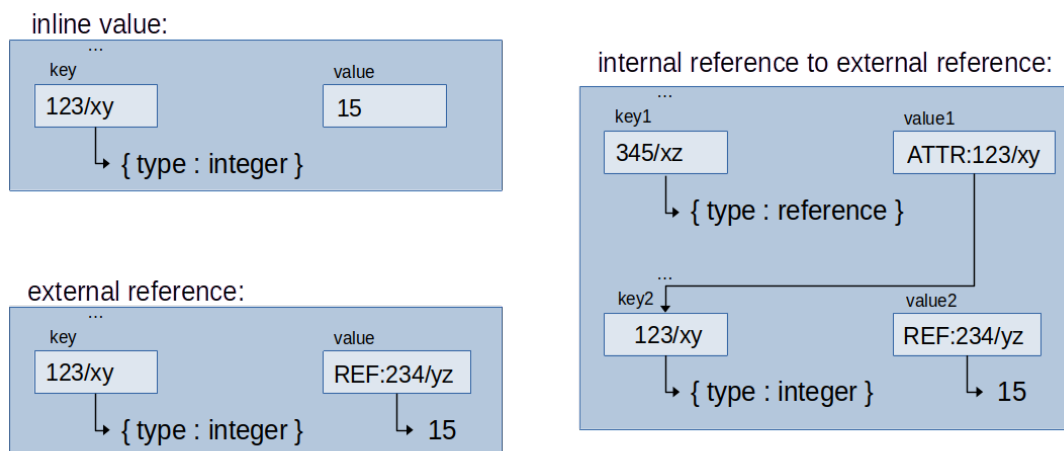 inline value:
...
key value
123/xy 15
{ type : integer }
external reference:
...
key value
123/xy REF:234/yz
{ type : integer } 15
internal reference to external reference:
...
key1 value1
345/xz ATTR:123/xy
{ type : reference }
...
key2 value2
123/xy REF:234/yz
{ type : integer } 15